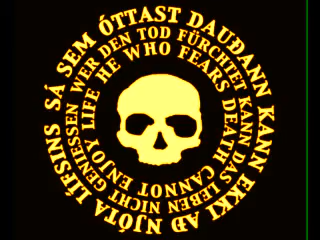 SÁ SEM ÓTTAST DAUÐANN KANN EKKI AÐ NJÓTA LÍFSINS
WER DEN TOD FÜRCHTET KANN DAS LEBEN NICHT GENIESSEN
HE WHO FEARS DEATH CANNOT ENJOY LIFE